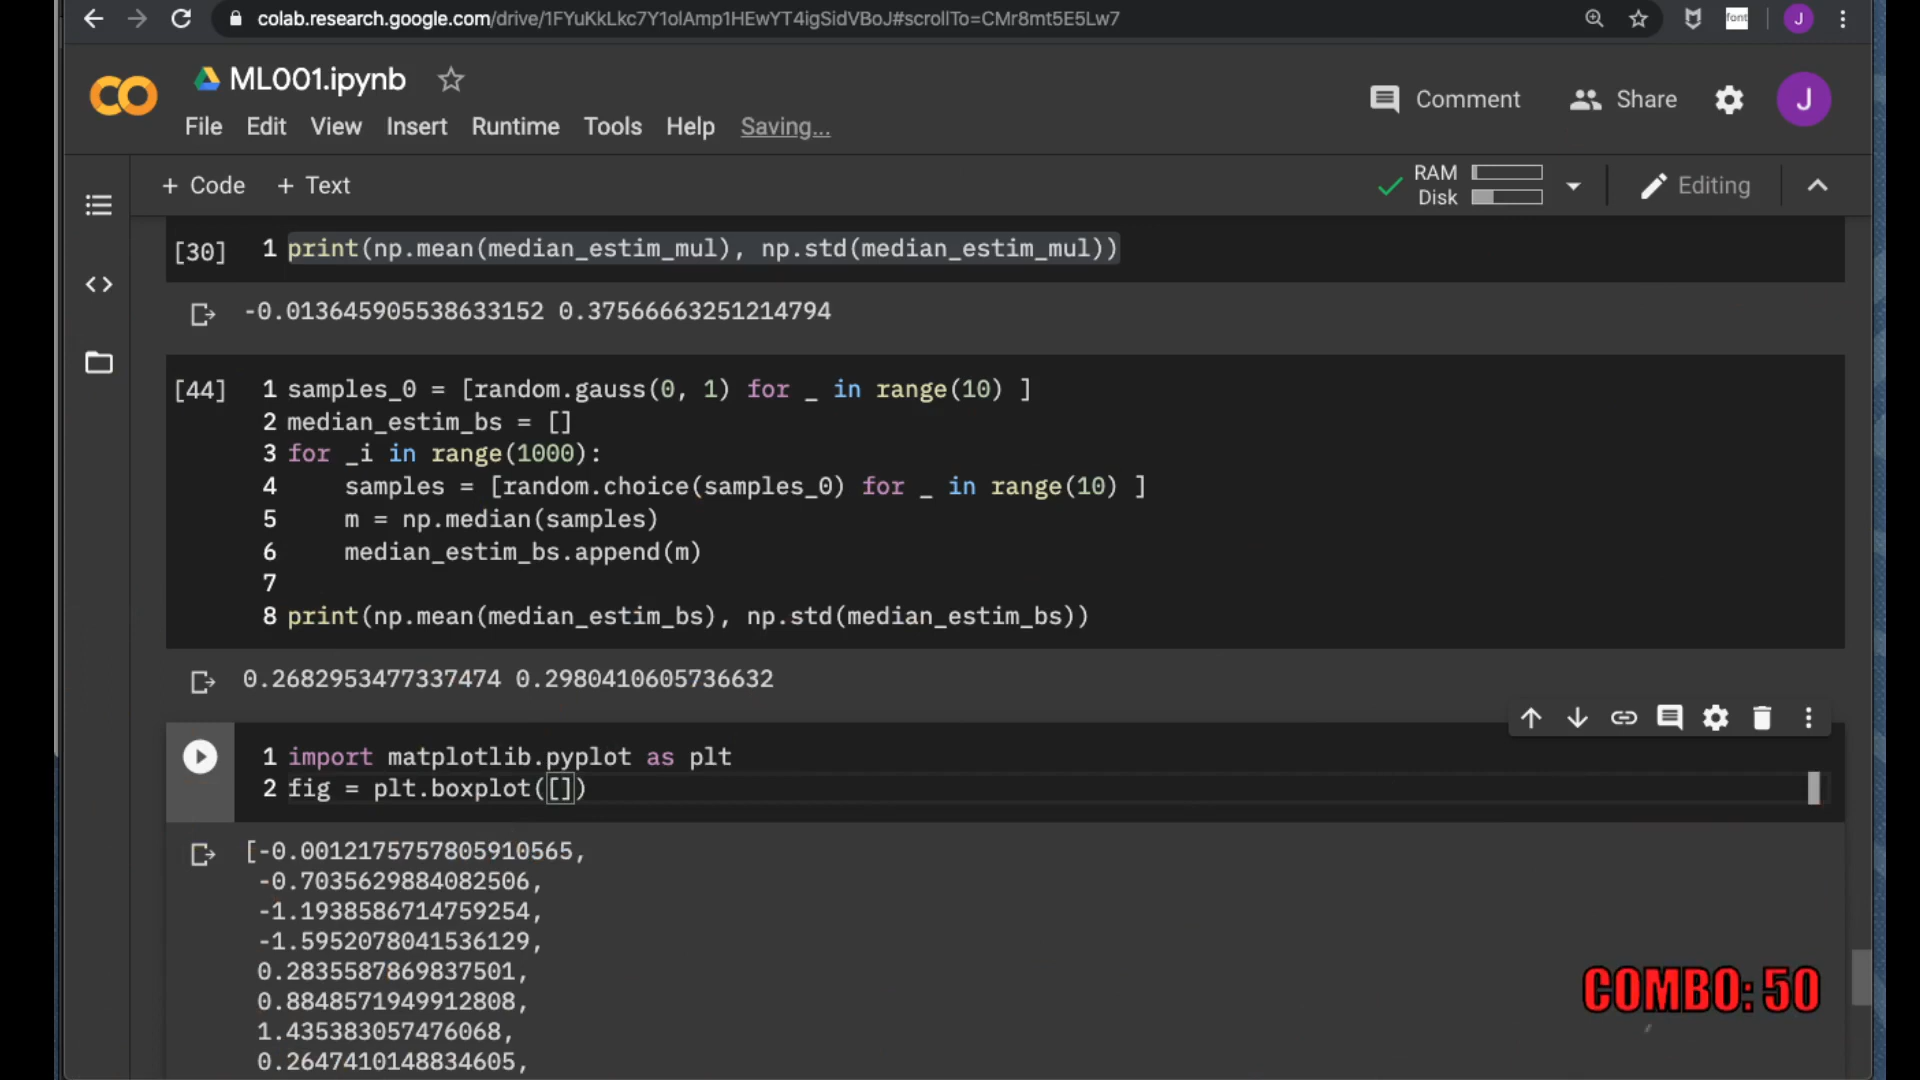 colab.research.google.com/drive/1FYuKkLkc7Y1olAmp1HEwYT4igSidVBoJ#scrollTo=CMr8mt5E5Lw7
font
J
CO
ML001.ipynb
Comment
Share
J
File Edit View Insert Runtime Tools Help Saving...
+ Code + Text
RAM
Disk
Editing
[30] 1 print(np.mean(median_estim_mul), np.std(median_estim_mul))
-0.013645905538633152 0.37566663251214794
[44] 1 samples_0 = [random.gauss(0, 1) for _ in range(10) ]
2 median_estim_bs = []
3 for _i in range(1000):
4 samples = [random.choice(samples_0) for _ in range(10) ]
5 m = np.median(samples)
6 median_estim_bs.append(m)
7
8 print(np.mean(median_estim_bs), np.std(median_estim_bs))
0.2682953477337474 0.2980410605736632
1 import matplotlib.pyplot as plt
2 fig = plt.boxplot([])
[-0.0012175757805910565,
-0.7035629884082506,
-1.1938586714759254,
-1.5952078041536129,
0.2835587869837501,
0.8848571949912808,
1.435383057476068,
0.2647410148834605,
COMBO: 50